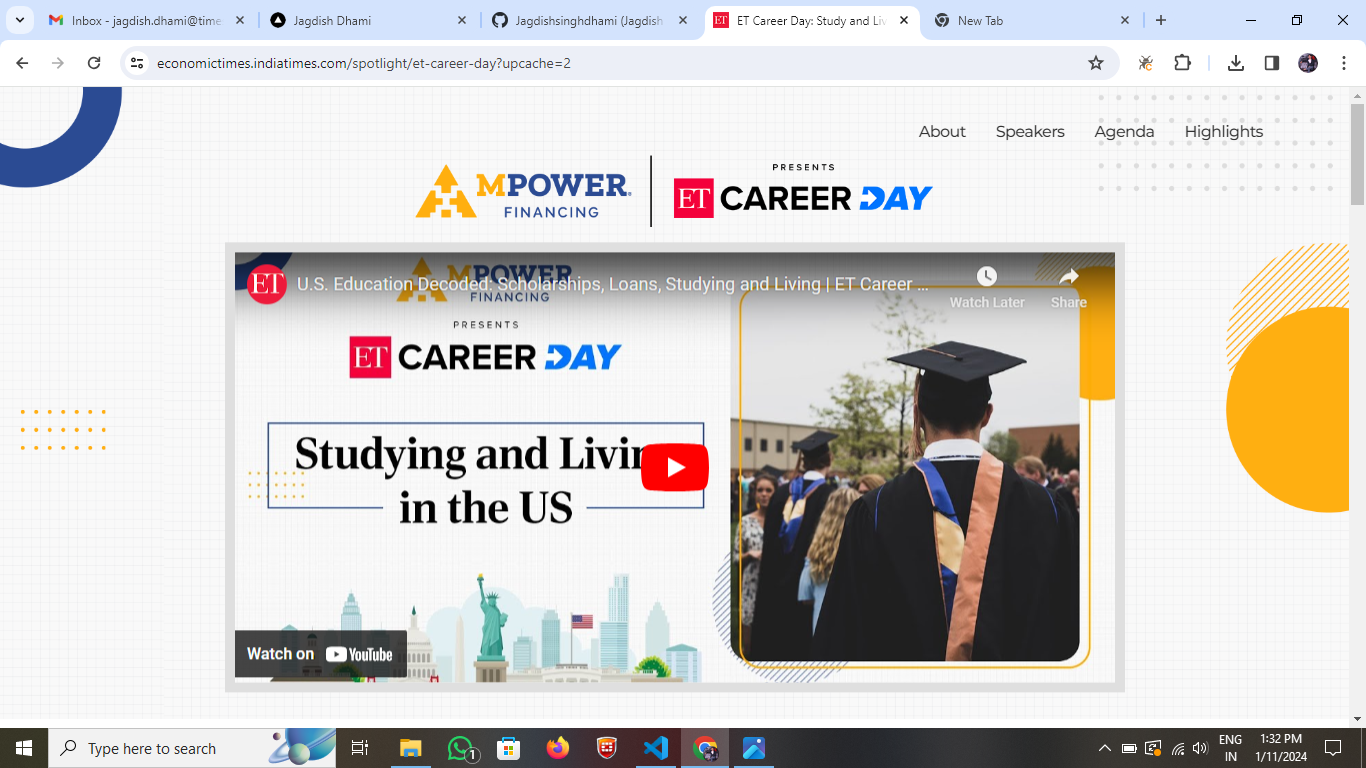 Inbox - jagdish.dhami@time
Jagdish Dhami
Jagdishsinghdhami (Jagdish
ET Career Day: Study and Liv
New Tab
economictimes.indiatimes.com/spotlight/et-career-day?upcache=2
About Speakers Agenda Highlights
MPOWER®
FINANCING
PRESENTS
ET CAREER DAY
ET U.S. Education Decoded: Scholarships, Loans, Studying and Living | ET Career ...
Watch Later Share
MPOWER
FINANCING
PRESENTS
ET CAREER DAY
Studying and Livin
in the US
Watch on YouTube
Type here to search
1
ENG
IN
1:32 PM
1/11/2024